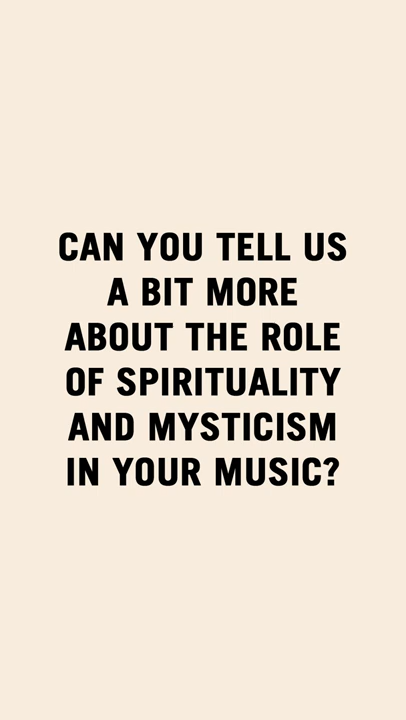 CAN YOU TELL US
A BIT MORE
ABOUT THE ROLE
OF SPIRITUALITY
AND MYSTICISM
IN YOUR MUSIC?